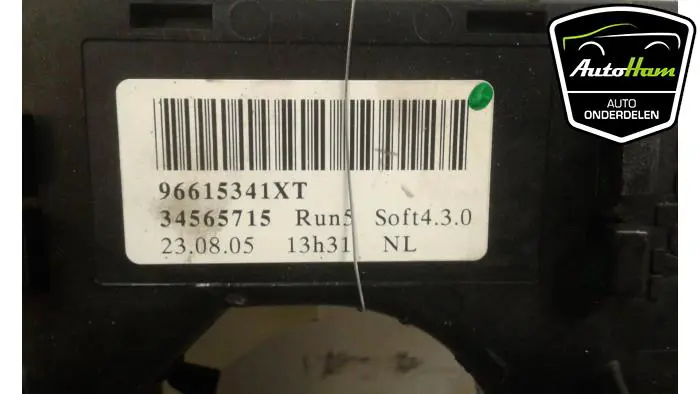 96615341XT
34565715 Run5 Soft4.3.0
23.08.05 13h31 NL
AutoHam
AUTO
ONDERDELEN